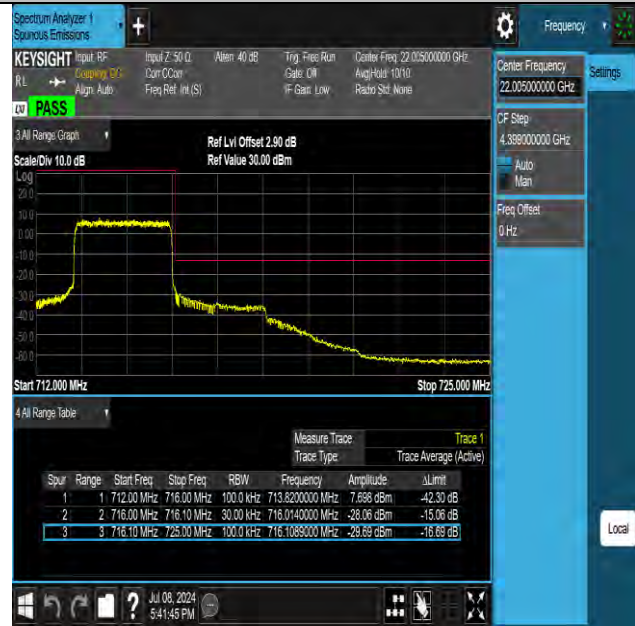 Spectrum Analyzer 1
Spurious Emissions
+
Frequency
KEYSIGHT Input: RF Input Z: 50 Ω Atten: 40 dB Trig: Free Run Center Freq: 22.005000000 GHz
RL Coupling: DC Corr CCorr Gate: Off Avg|Hold: 10/10
Align: Auto Freq Ref: Int (S) IF Gain: Low Radio Std: None
LXI PASS
Center Frequency
22.005000000 GHz
Settings
CF Step
4.399000000 GHz
Auto
Man
Freq Offset
0 Hz
3 All Range Graph
Ref Lvl Offset 2.90 dB
Scale/Div 10.0 dB Ref Value 30.00 dBm
Log
20.0
10.0
0.00
-10.0
-20.0
-30.0
-40.0
-50.0
-60.0
Start 712.000 MHz Stop 725.000 MHz
4 All Range Table
Measure Trace Trace 1
Trace Type Trace Average (Active)
Spur Range Start Freq Stop Freq RBW Frequency Amplitude ΔLimit
1 1 712.00 MHz 716.00 MHz 100.0 kHz 713.8200000 MHz 7.698 dBm -42.30 dB
2 2 716.00 MHz 716.10 MHz 30.00 kHz 716.0140000 MHz -28.06 dBm -15.06 dB
3 3 716.10 MHz 725.00 MHz 100.0 kHz 716.1089000 MHz -29.69 dBm -16.69 dB
Local
? Jul 08, 2024
5:41:45 PM